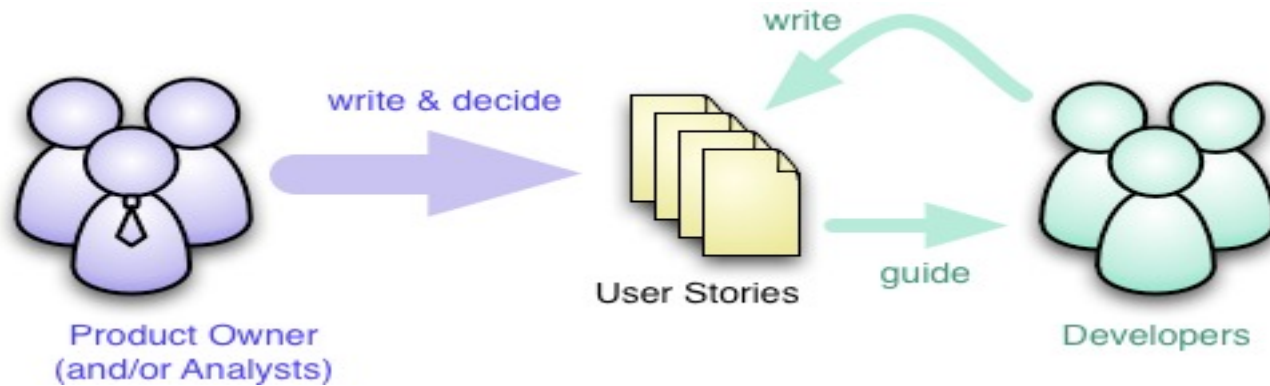 write
write & decide
User Stories
guide
Product Owner
(and/or Analysts)
Developers